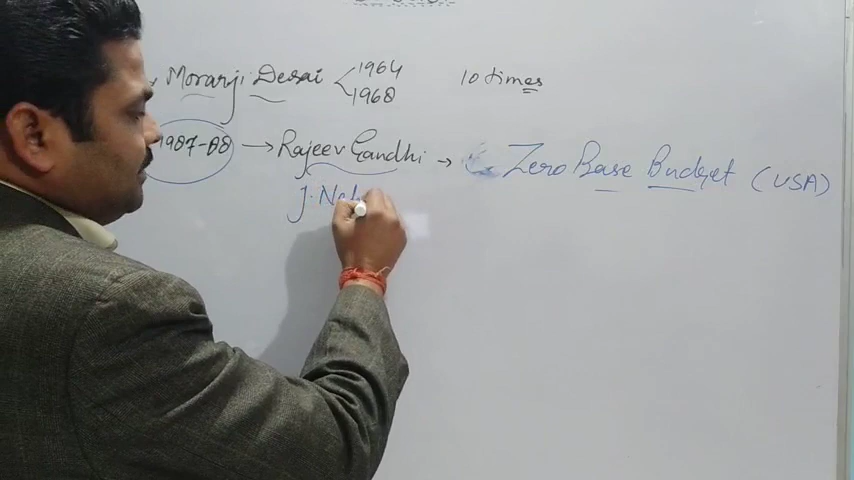 Morarji Desai < 1964 10 times
1968
1987-88 → Rajeev Gandhi → Zero Base Budget (USA)
J. Neh